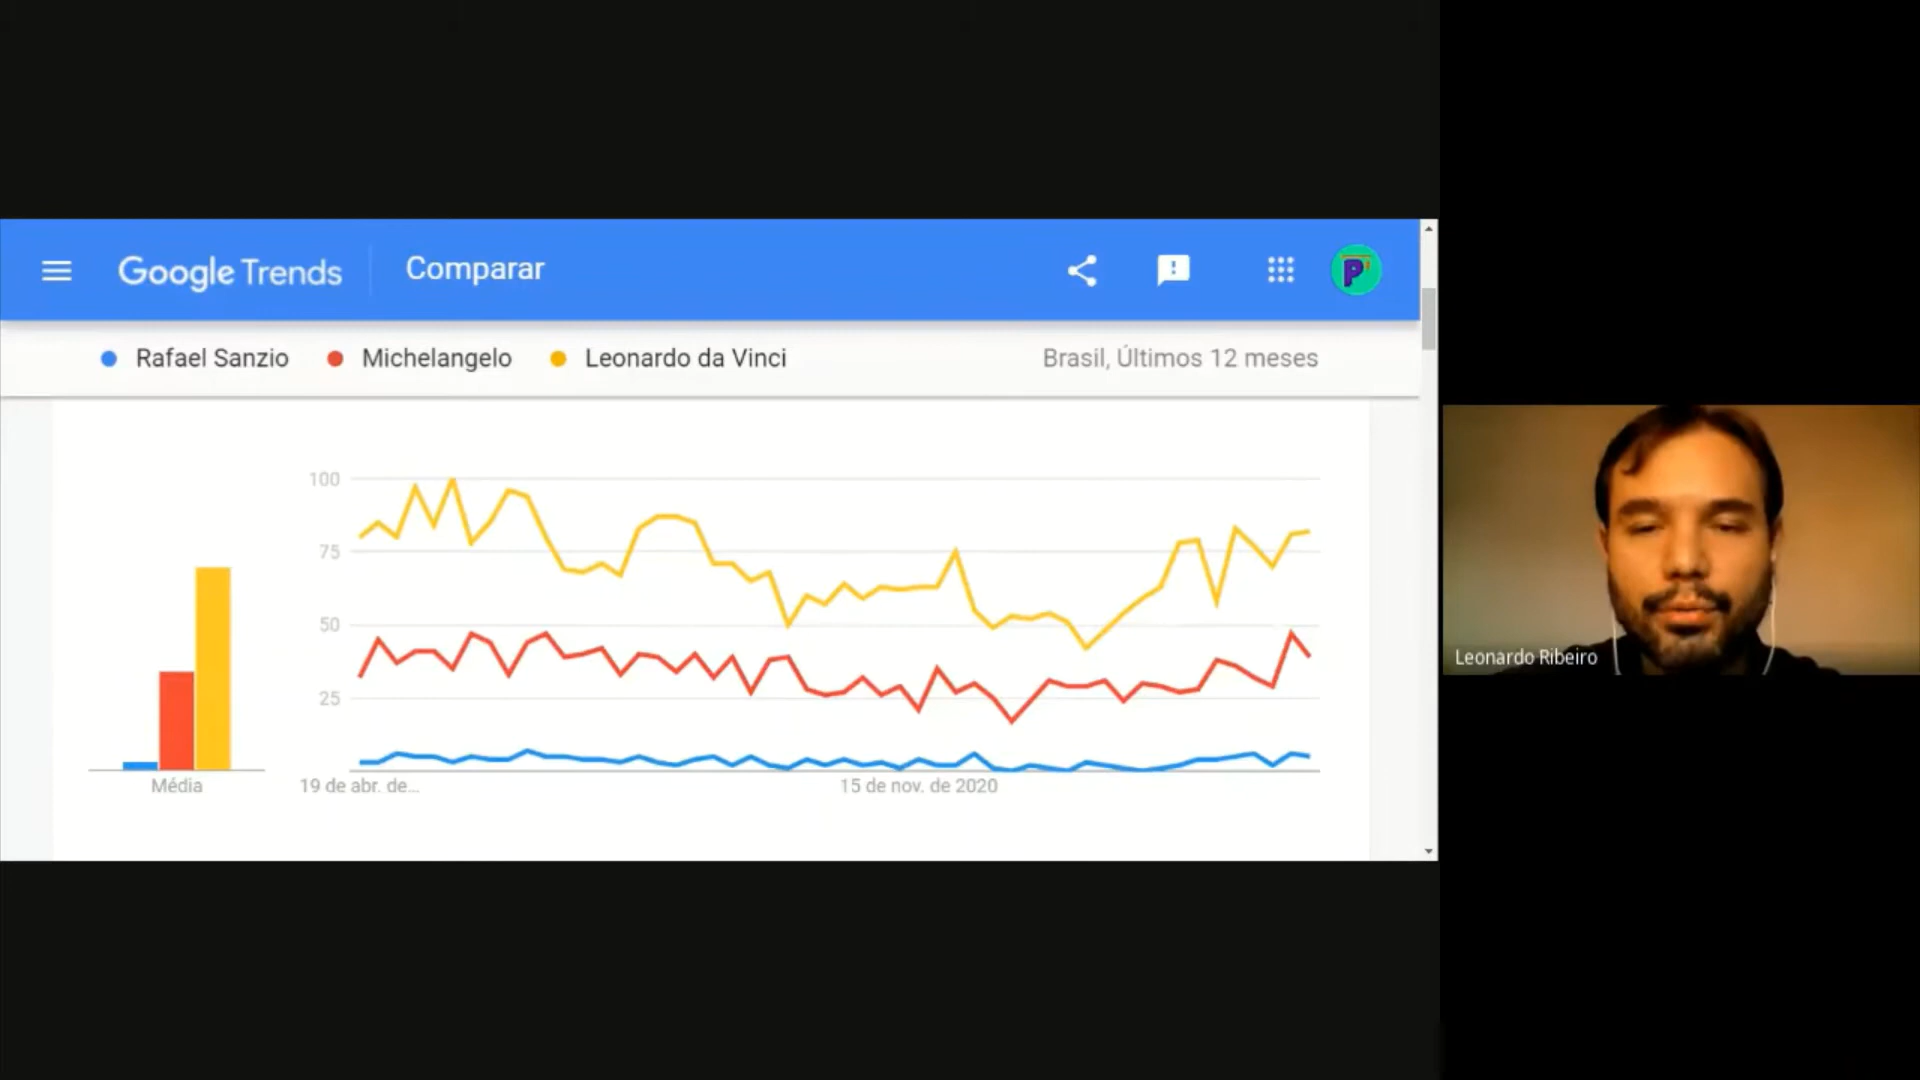 Google Trends
Comparar
Rafael Sanzio
Michelangelo
Leonardo da Vinci
Brasil, Últimos 12 meses
100
75
50
25
Média
19 de abr. de...
15 de nov. de 2020
Leonardo Ribeiro
P